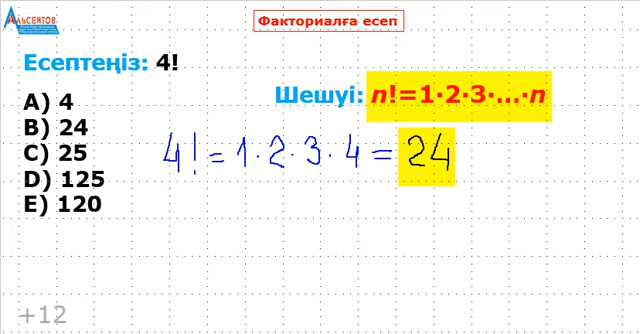 Альсейтов
Факториалға есеп
Есептеңіз: 4!
Шешуі: n!=1·2·3·...·n
A) 4
B) 24
C) 25
D) 125
E) 120
4! = 1 · 2 · 3 · 4 = 24
+12